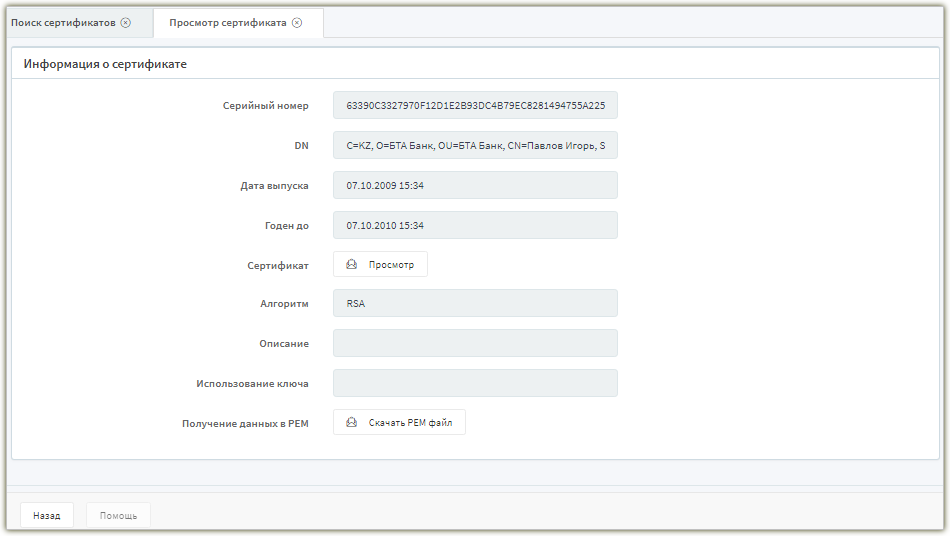 Поиск сертификатов
Просмотр сертификата
Информация о сертификате
Серийный номер 63390C3327970F12D1E2B93DC4B79EC8281494755A225
DN C=KZ, O=БТА Банк, OU=БТА Банк, CN=Павлов Игорь, S
Дата выпуска 07.10.2009 15:34
Годен до 07.10.2010 15:34
Сертификат Просмотр
Алгоритм RSA
Описание
Использование ключа
Получение данных в PEM Скачать PEM файл
Назад Помощь